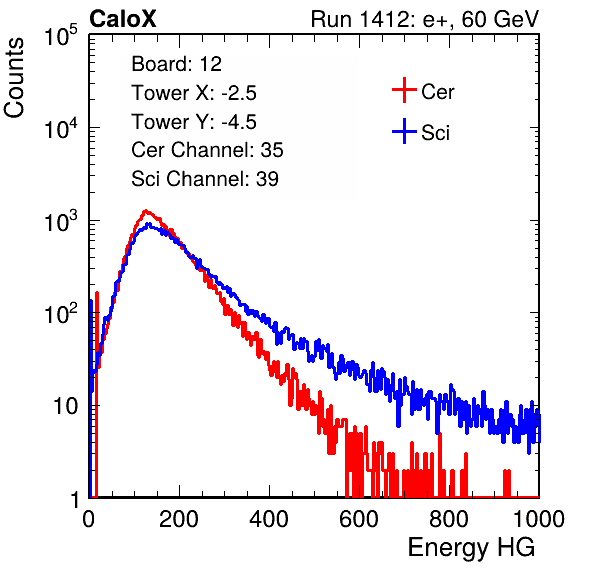 CaloX Run 1412: e+, 60 GeV
Counts
10^5
10^4
10^3
10^2
10
1
Board: 12
Tower X: -2.5
Tower Y: -4.5
Cer Channel: 35
Sci Channel: 39
Cer
Sci
0 200 400 600 800 1000
Energy HG